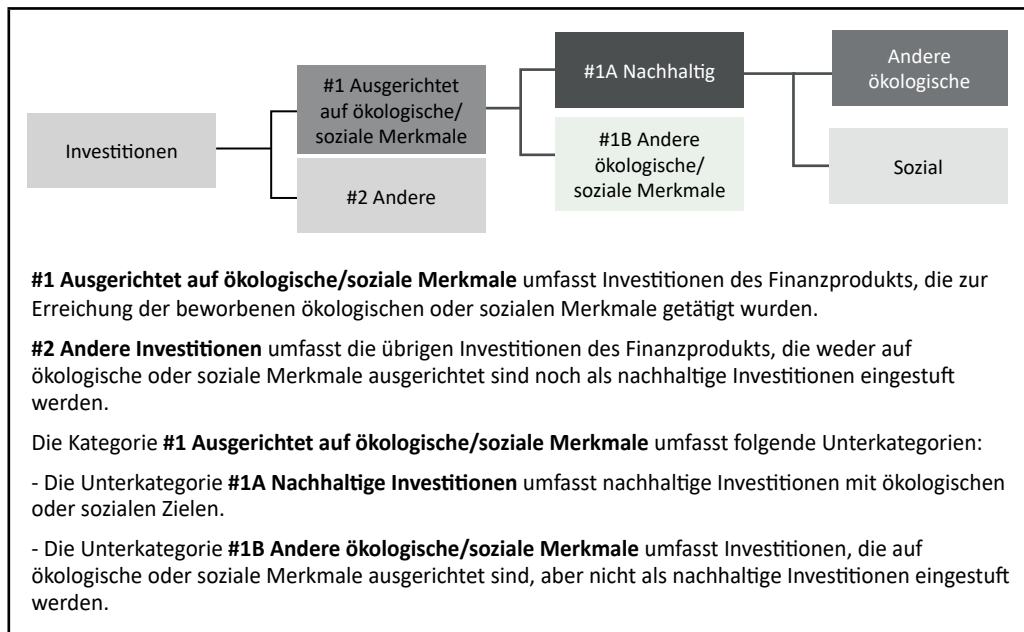 Investitionen
#1 Ausgerichtet
auf ökologische/
soziale Merkmale
#2 Andere
#1A Nachhaltig
#1B Andere
ökologische/
soziale Merkmale
Andere
ökologische
Sozial
#1 Ausgerichtet auf ökologische/soziale Merkmale umfasst Investitionen des Finanzprodukts, die zur
Erreichung der beworbenen ökologischen oder sozialen Merkmale getätigt wurden.
#2 Andere Investitionen umfasst die übrigen Investitionen des Finanzprodukts, die weder auf
ökologische oder soziale Merkmale ausgerichtet sind noch als nachhaltige Investitionen eingestuft
werden.
Die Kategorie #1 Ausgerichtet auf ökologische/soziale Merkmale umfasst folgende Unterkategorien:
- Die Unterkategorie #1A Nachhaltige Investitionen umfasst nachhaltige Investitionen mit ökologischen
oder sozialen Zielen.
- Die Unterkategorie #1B Andere ökologische/soziale Merkmale umfasst Investitionen, die auf
ökologische oder soziale Merkmale ausgerichtet sind, aber nicht als nachhaltige Investitionen eingestuft
werden.